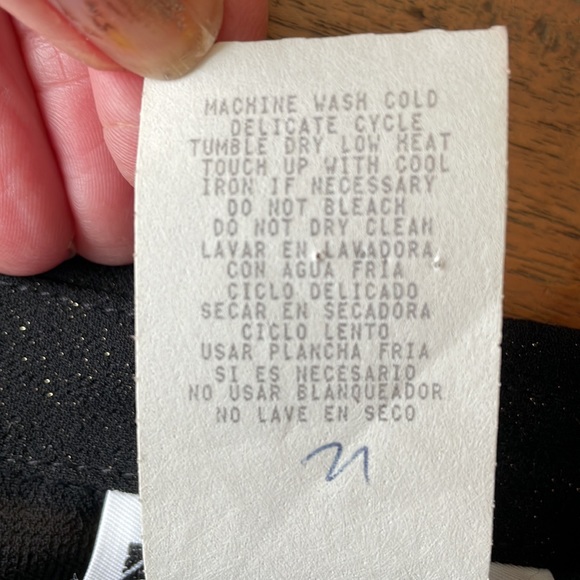 MACHINE WASH COLD
DELICATE CYCLE
TUMBLE DRY LOW HEAT
TOUCH UP WITH COOL
IRON IF NECESSARY
DO NOT BLEACH
DO NOT DRY CLEAN
LAVAR EN LAVADORA
CON AGUA FRIA
CICLO DELICADO
SECAR EN SECADORA
CICLO LENTO
USAR PLANCHA FRIA
SI ES NECESARIO
NO USAR BLANQUEADOR
NO LAVE EN SECO